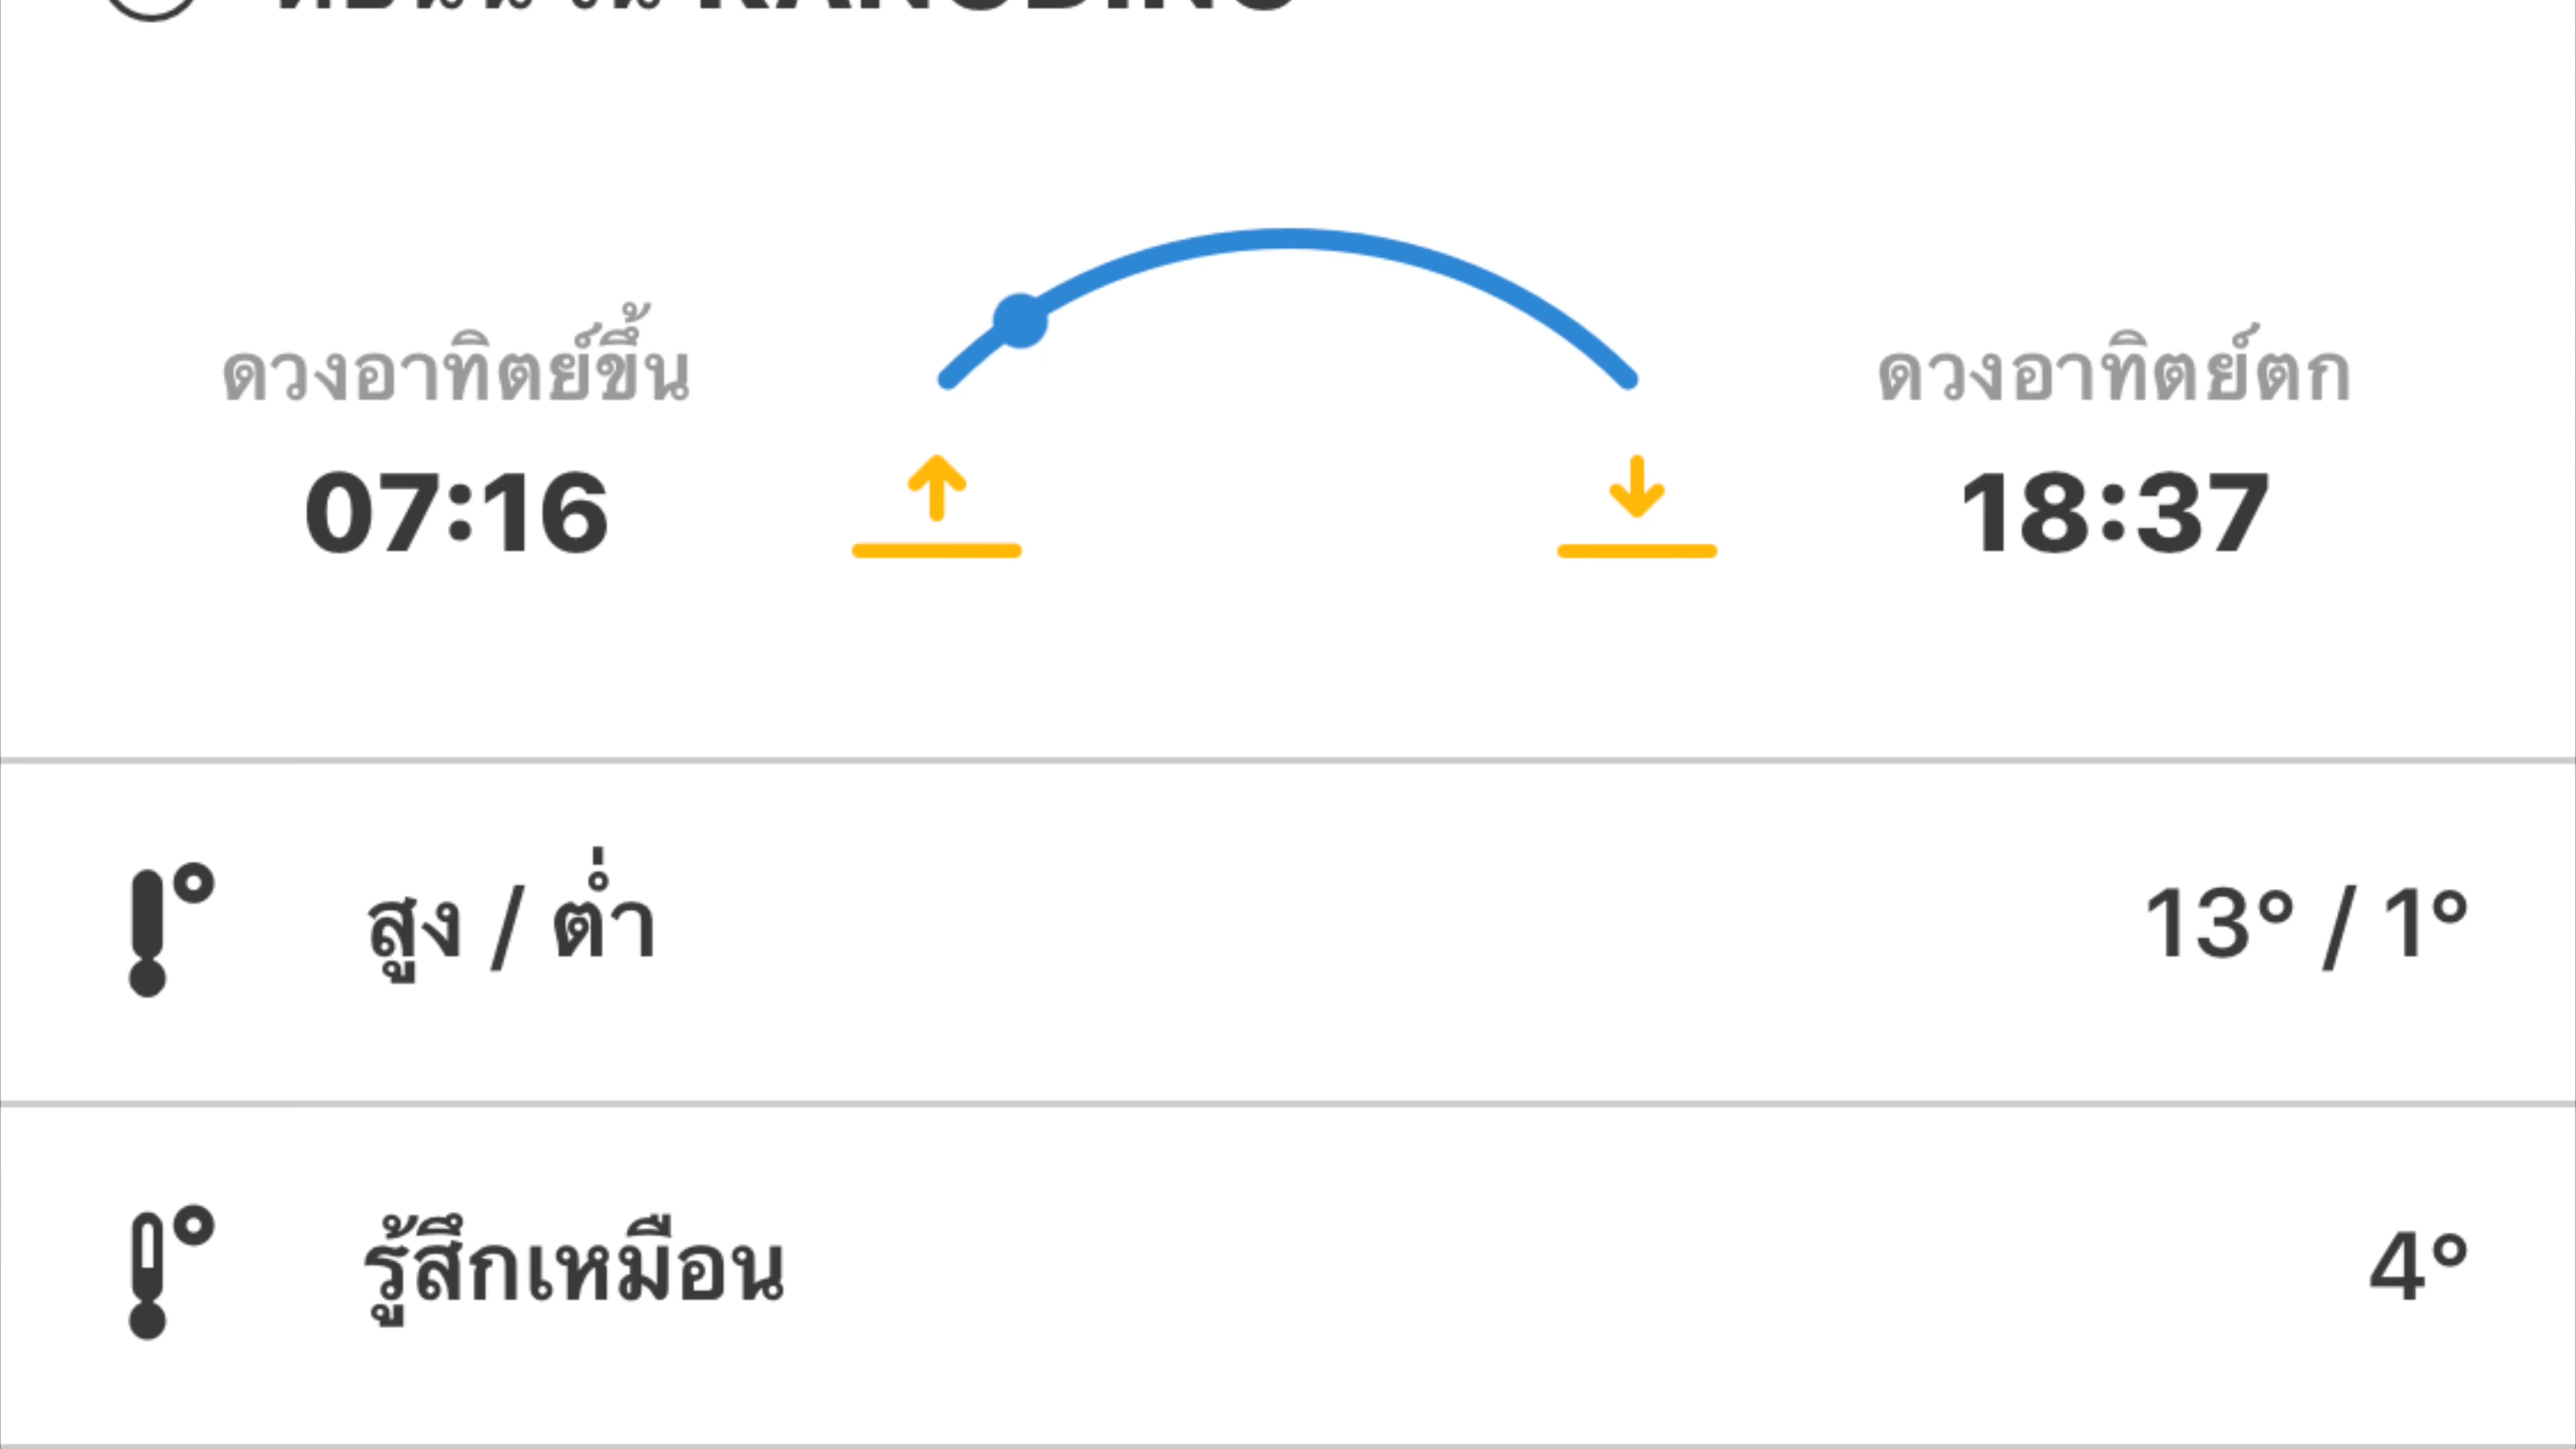 ดวงอาทิตย์ขึ้น
07:16
ดวงอาทิตย์ตก
18:37
สูง / ต่ำ
13° / 1°
รู้สึกเหมือน
4°